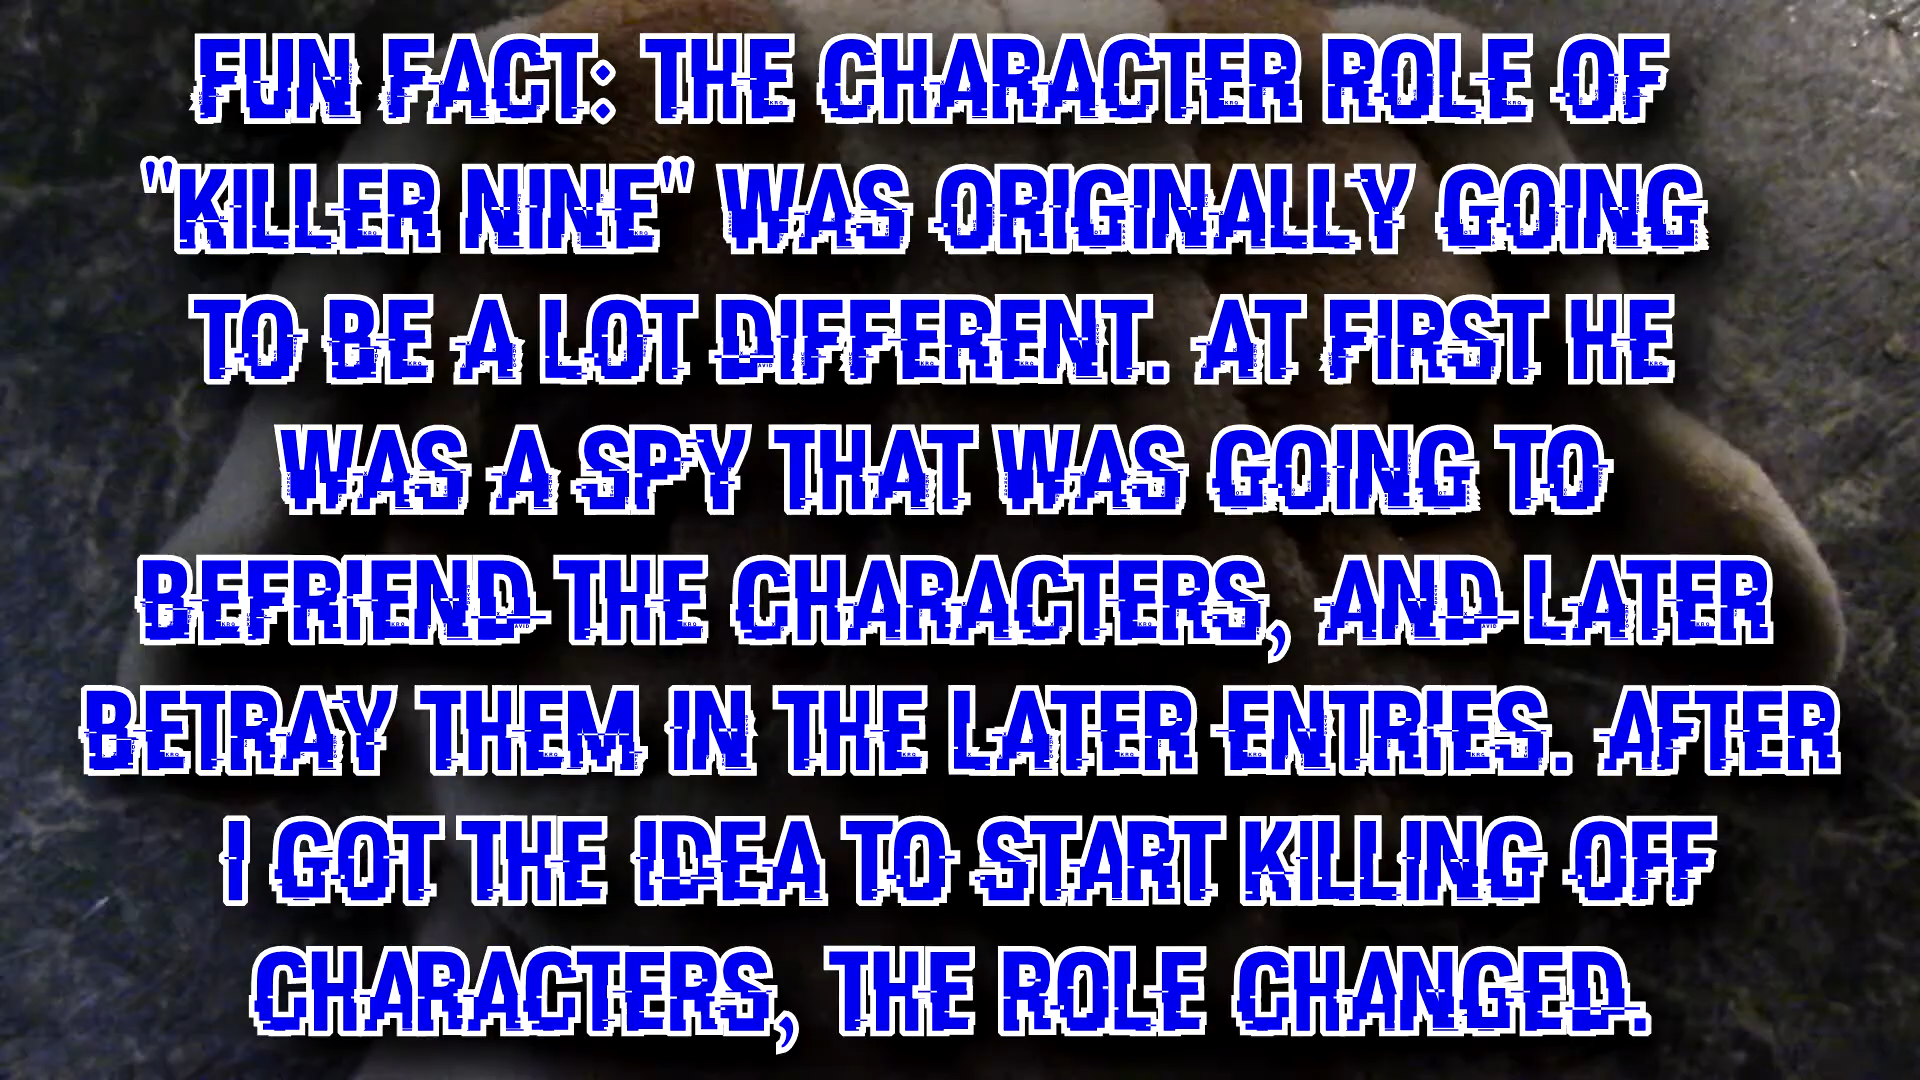 FUN FACT: THE CHARACTER ROLE OF
"KILLER NINE" WAS ORIGINALLY GOING
TO BE A LOT DIFFERENT. AT FIRST HE
WAS A SPY THAT WAS GOING TO
BEFRIEND THE CHARACTERS, AND LATER
BETRAY THEM IN THE LATER ENTRIES. AFTER
I GOT THE IDEA TO START KILLING OFF
CHARACTERS, THE ROLE CHANGED.